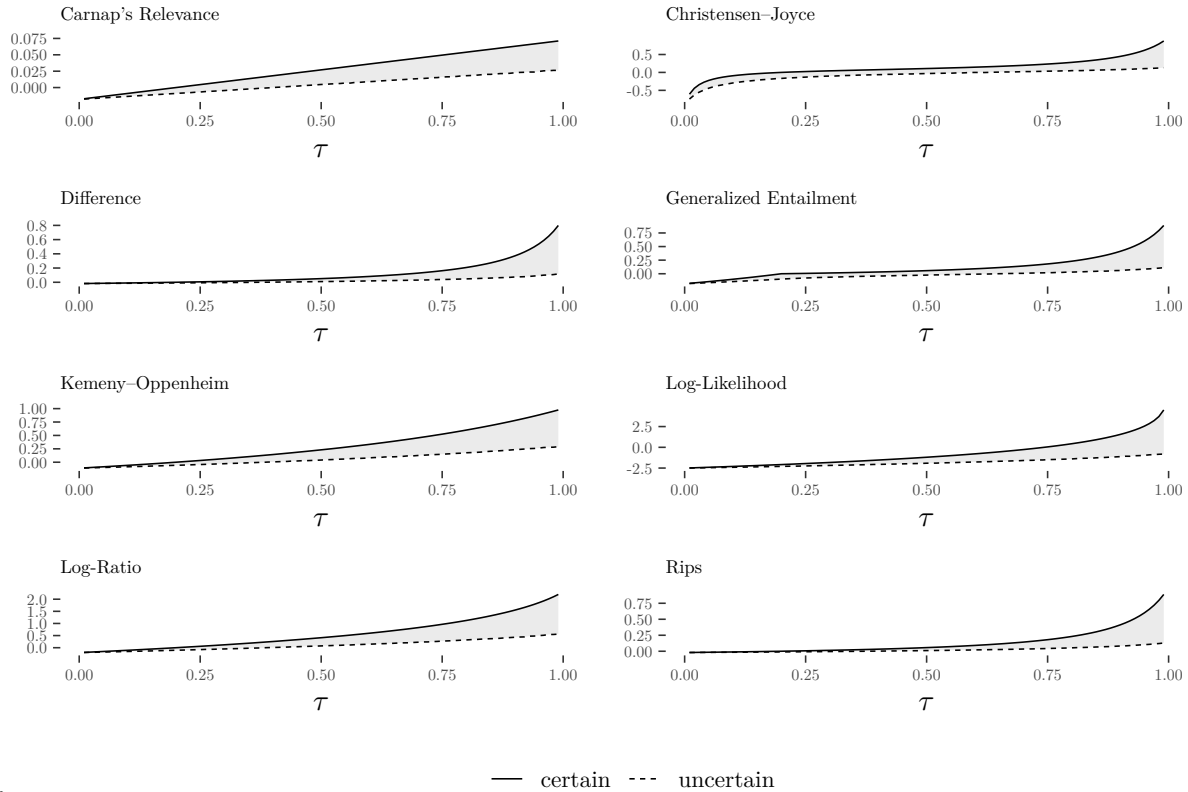 Carnap's Relevance
0.075
0.050
0.025
0.000
0.00 0.25 0.50 0.75 1.00
τ
Christensen–Joyce
0.5
0.0
-0.5
0.00 0.25 0.50 0.75 1.00
τ
Difference
0.8
0.6
0.4
0.2
0.0
0.00 0.25 0.50 0.75 1.00
τ
Generalized Entailment
0.75
0.50
0.25
0.00
0.00 0.25 0.50 0.75 1.00
τ
Kemeny–Oppenheim
1.00
0.75
0.50
0.25
0.00
0.00 0.25 0.50 0.75 1.00
τ
Log-Likelihood
2.5
0.0
-2.5
0.00 0.25 0.50 0.75 1.00
τ
Log-Ratio
2.0
1.5
1.0
0.5
0.0
0.00 0.25 0.50 0.75 1.00
τ
Rips
0.75
0.50
0.25
0.00
0.00 0.25 0.50 0.75 1.00
τ
certain uncertain